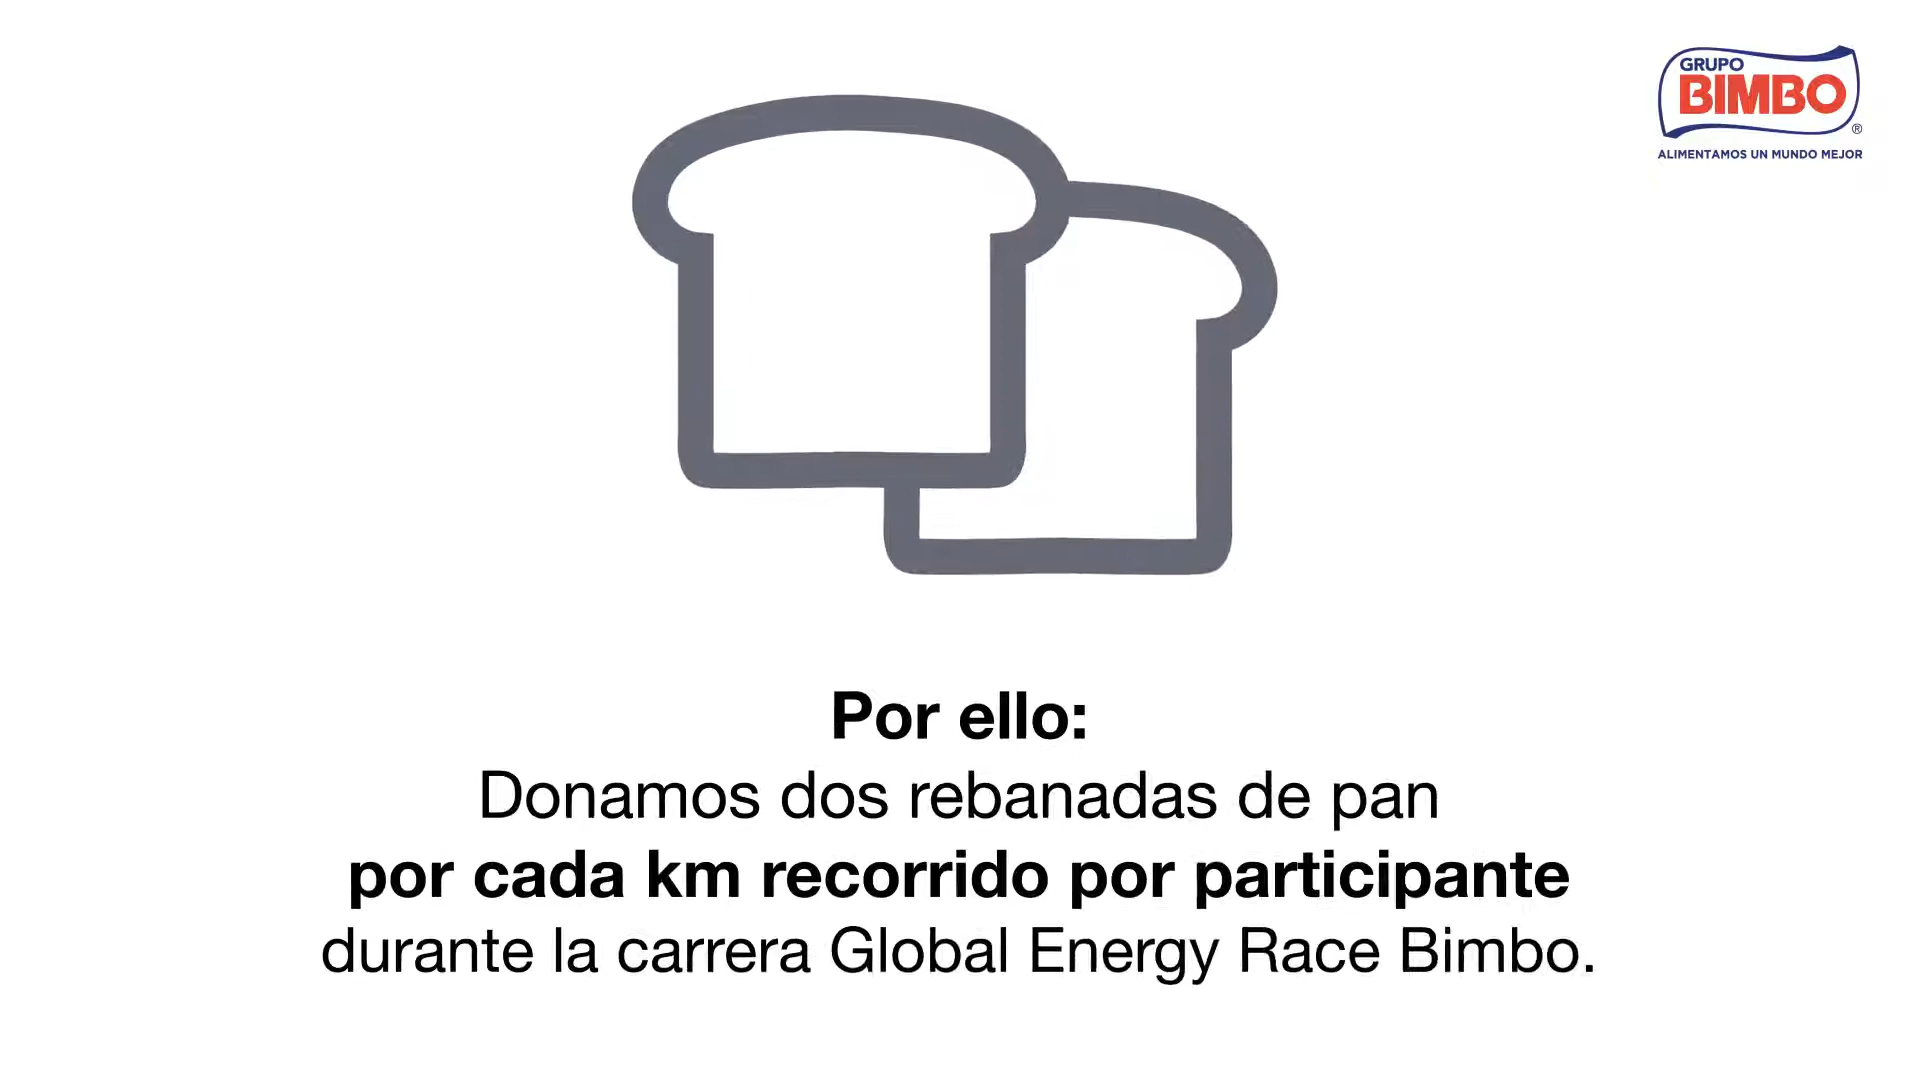 GRUPO
BIMBO
®
ALIMENTAMOS UN MUNDO MEJOR
Por ello:
Donamos dos rebanadas de pan
por cada km recorrido por participante
durante la carrera Global Energy Race Bimbo.